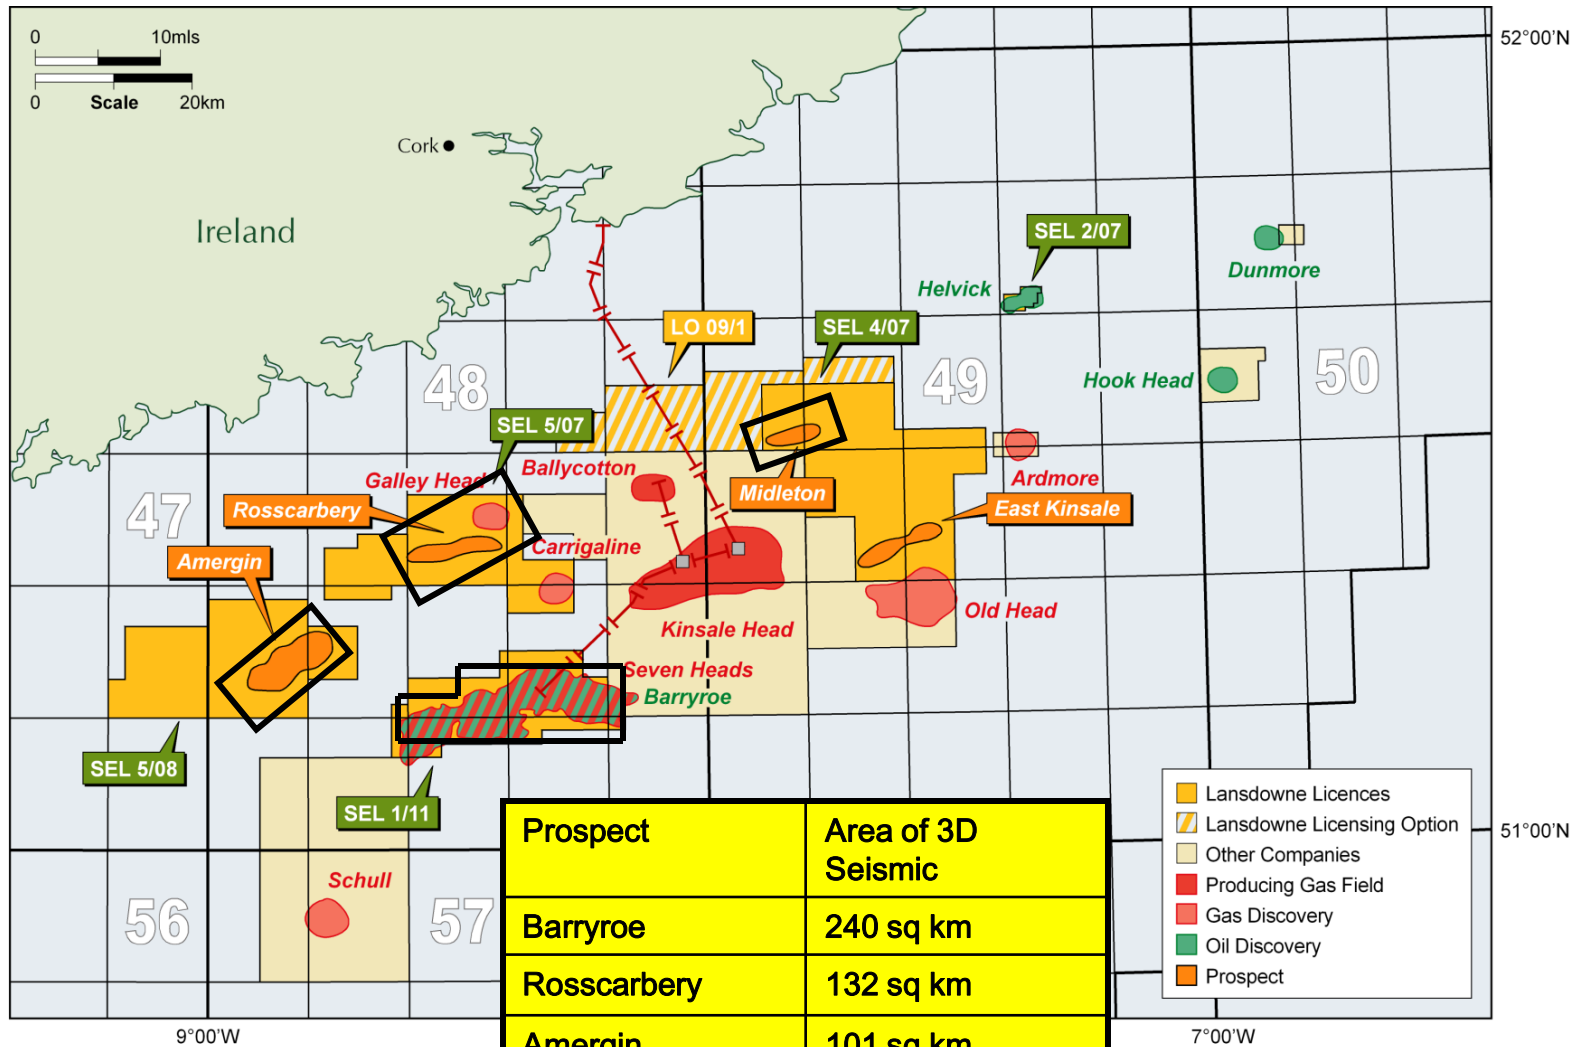 0 10mls
0 Scale 20km
52°00'N
Cork
Ireland
SEL 2/07
Dunmore
Helvick
LO 09/1
SEL 4/07
48
49
50
Hook Head
SEL 5/07
Ballycotton
Galley Head
Midleton
Ardmore
47
Rosscarbery
East Kinsale
Amergin
Carrigaline
Old Head
Kinsale Head
Seven Heads
Barryroe
SEL 5/08
SEL 1/11
Schull
56
57
Prospect Area of 3D
Seismic
Barryroe 240 sq km
Rosscarbery 132 sq km
Amergin 101 sq km
Lansdowne Licences
Lansdowne Licensing Option
Other Companies
Producing Gas Field
Gas Discovery
Oil Discovery
Prospect
51°00'N
9°00'W
7°00'W